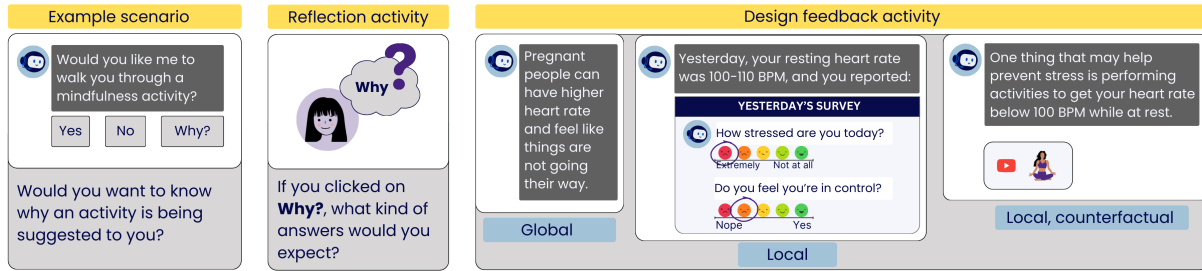 Example scenario
Would you like me to
walk you through a
mindfulness activity?
Yes
No
Why?
Would you want to know
why an activity is being
suggested to you?
Reflection activity
Why
?
If you clicked on
Why?, what kind of
answers would you
expect?
Design feedback activity
Pregnant
people can
have higher
heart rate
and feel like
things are
not going
their way.
Global
Yesterday, your resting heart rate
was 100-110 BPM, and you reported:
YESTERDAY'S SURVEY
How stressed are you today?
Extremely
Not at all
Do you feel you're in control?
Nope
Yes
Local
One thing that may help
prevent stress is performing
activities to get your heart rate
below 100 BPM while at rest.
Local, counterfactual